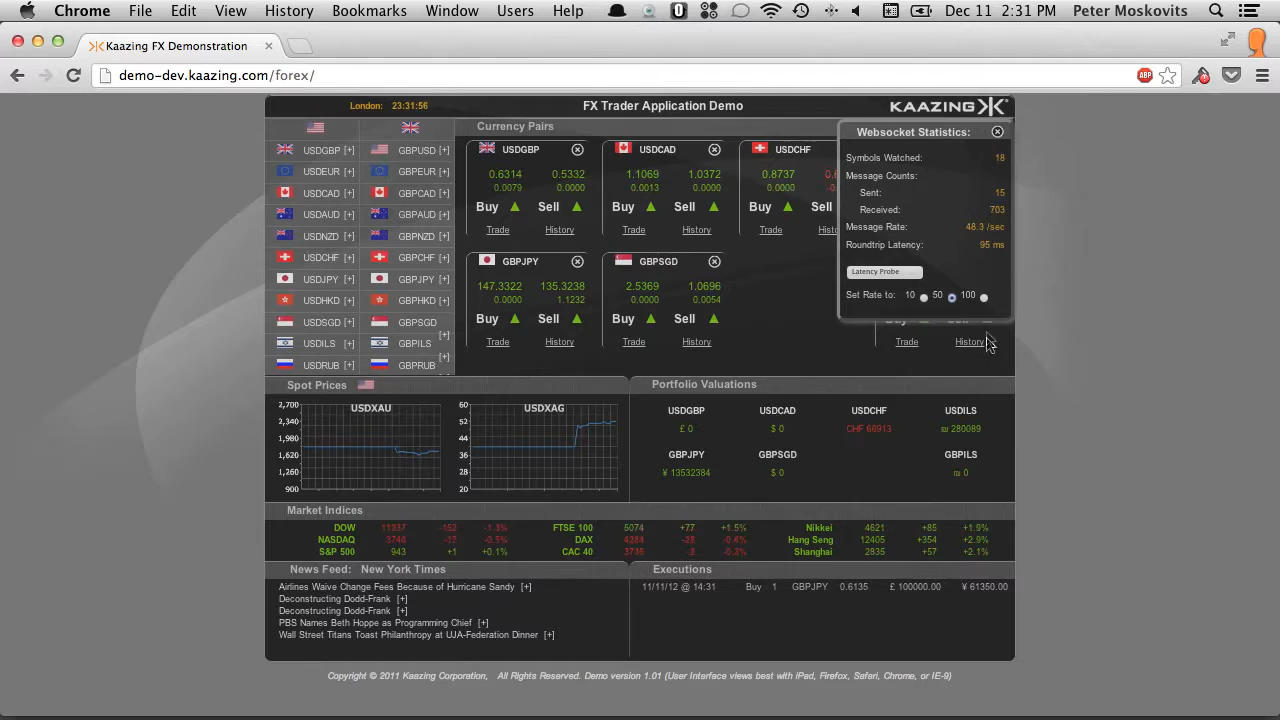 Chrome File Edit View History Bookmarks Window Users Help Dec 11 2:31 PM Peter Moskovits
Kaazing FX Demonstration
demo-dev.kaazing.com/forex/
ABP
London: 23:31:56 FX Trader Application Demo KAAZING
Currency Pairs
USDGBP [+] GBPUSD [+]
USDEUR [+] GBPEUR [+]
USDCAD [+] GBPCAD [+]
USDAUD [+] GBPAUD [+]
USDNZD [+] GBPNZD [+]
USDCHF [+] GBPCHF [+]
USDJPY [+] GBPJPY [+]
USDHKD [+] GBPHKD [+]
USDSGD [+] GBPSGD [+]
USDILS [+] GBPILS [+]
USDRUB [+] GBPRUB
USDGBP
0.6314 0.5332
0.0079 0.0000
Buy Sell
Trade History
USDCAD
1.1069 1.0372
0.0013 0.0000
Buy Sell
Trade History
USDCHF
0.8737
0.0000
Buy Sell
Trade
GBPJPY
147.3322 135.3238
0.0000 1.1232
Buy Sell
Trade History
GBPSGD
2.5369 1.0696
0.0000 0.0054
Buy Sell
Trade History
Trade History
Websocket Statistics:
Symbols Watched: 18
Message Counts:
Sent: 15
Received: 703
Message Rate: 48.3 /sec
Roundtrip Latency: 95 ms
Latency Probe ...
Set Rate to: 10 50 100
Spot Prices
USDXAU
2,700
2,340
1,980
1,620
1,260
900
USDXAG
60
52
44
36
28
20
Portfolio Valuations
USDGBP USDCAD USDCHF USDILS
£ 0 $ 0 CHF 66913 ₪ 280089
GBPJPY GBPSGD GBPILS
¥ 13532384 $ 0 ₪ 0
Market Indices
DOW 11337 -152 -1.3% FTSE 100 5074 +77 +1.5% Nikkei 4621 +85 +1.9%
NASDAQ 3744 -0.5% DAX 4284 -0.4% Hang Seng 12405 +354 +2.9%
S&P 500 943 +1 +0.1% CAC 40 Shanghai 2835 +57 +2.1%
News Feed: New York Times
Airlines Waive Change Fees Because of Hurricane Sandy [+]
Deconstructing Dodd-Frank [+]
Deconstructing Dodd-Frank [+]
PBS Names Beth Hoppe as Programming Chief [+]
Wall Street Titans Toast Philanthropy at UJA-Federation Dinner [+]
Executions
11/11/12 @ 14:31 Buy 1 GBPJPY 0.6135 £ 100000.00 ¥ 61350.00
Copyright © 2011 Kaazing Corporation, All Rights Reserved. Demo version 1.01 (User Interface views best with iPad, Firefox, Safari, Chrome, or IE-9)